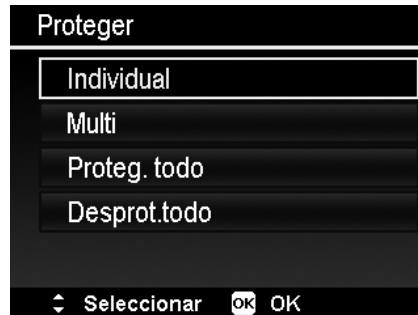 Proteger
Individual
Multi
Proteg. todo
Desprot.todo
Seleccionar OK OK